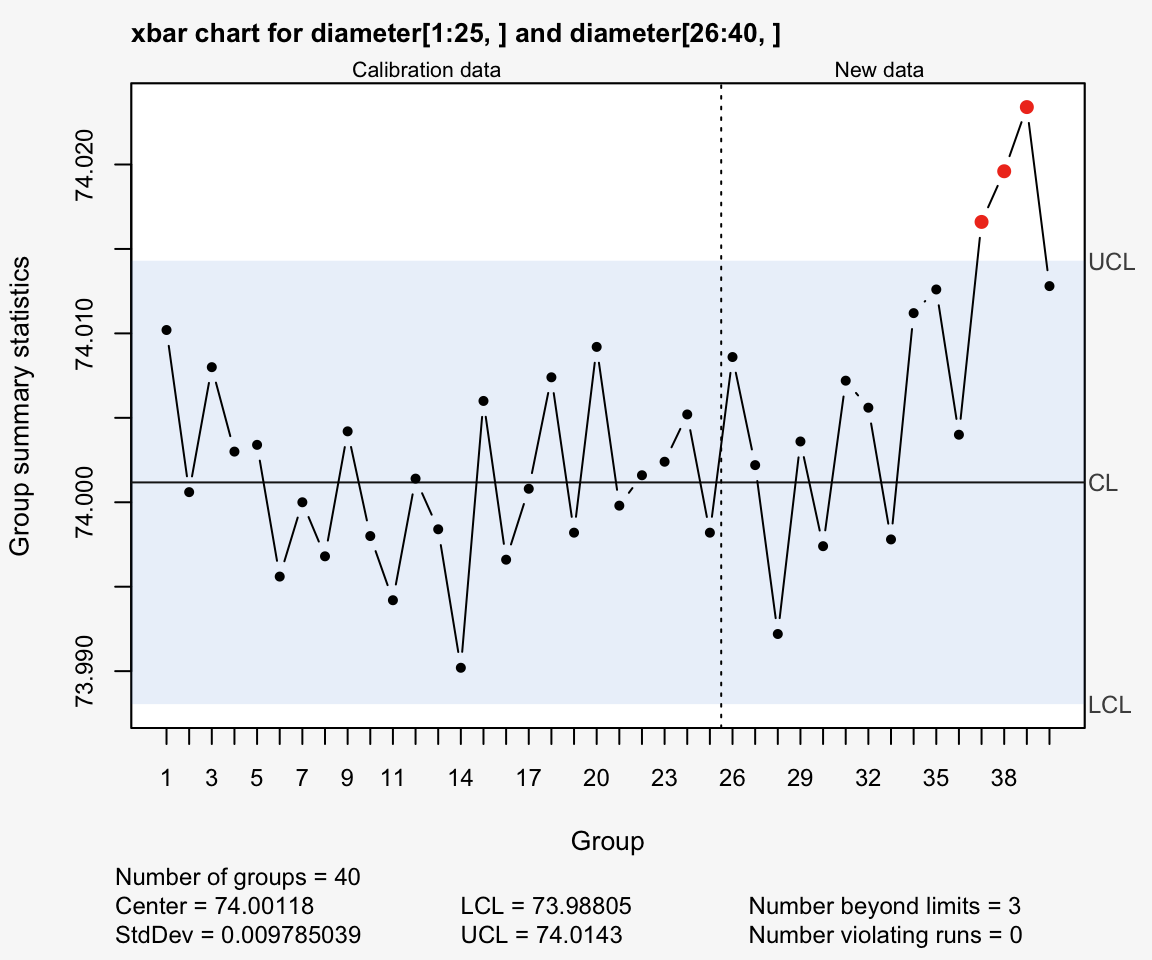 xbar chart for diameter[1:25, ] and diameter[26:40, ]
Calibration data New data
Group summary statistics
74.020
74.010
74.000
73.990
UCL
CL
LCL
1 3 5 7 9 11 14 17 20 23 26 29 32 35 38
Group
Number of groups = 40
Center = 74.00118 LCL = 73.98805 Number beyond limits = 3
StdDev = 0.009785039 UCL = 74.0143 Number violating runs = 0